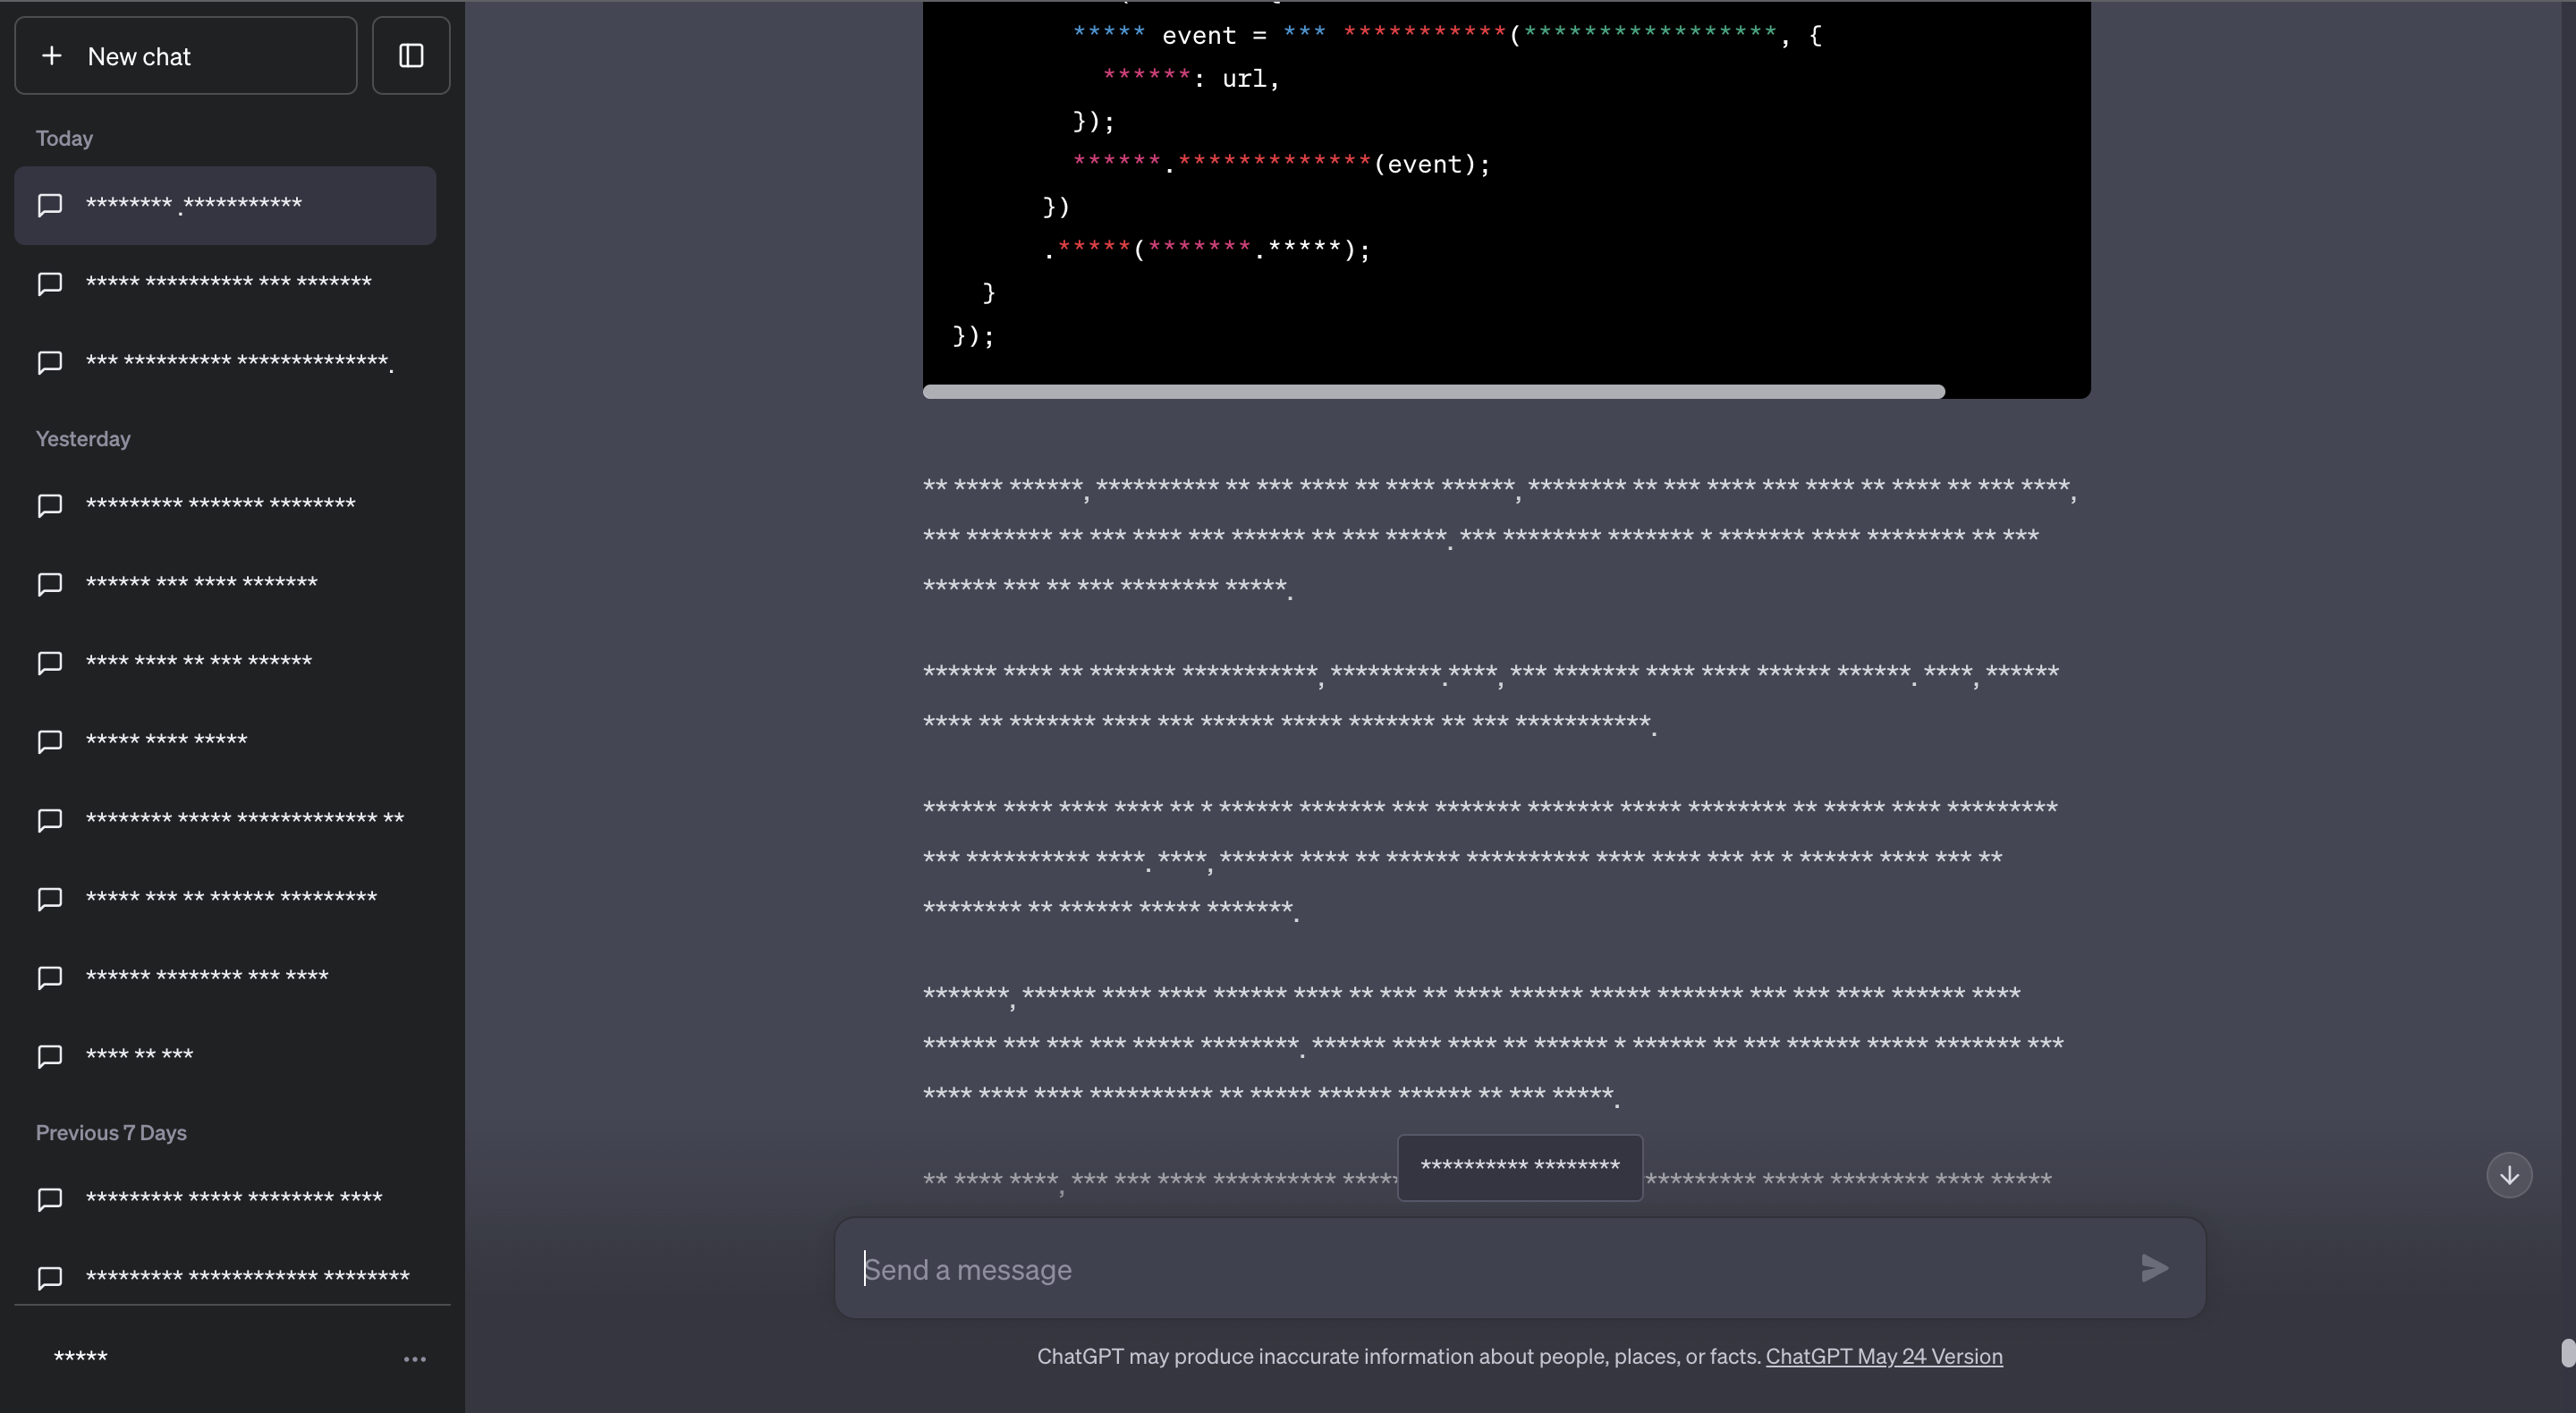 New chat
Today
******** .***********
***** ********** *** *******
*** ********** **************.
Yesterday
********* ******* ********
****** *** **** *******
**** **** ** *** ******
***** **** *****
******** ***** ************* **
***** *** ** ****** *********
****** ******** *** ****
**** ** ***
Previous 7 Days
********* ***** ******** ****
********* ************ ********
*****
***** event = *** ***********(*****************, {
******: url,
});
******.*************(event);
})
.*****(*******.*****);
}
});
** **** ******, ********** ** *** **** ** **** ******, ******** ** *** **** *** **** ** **** ** *** ****,
*** ******* ** *** **** *** ****** ** *** *****. *** ******** ******* * ******* **** ******** ** ***
****** *** ** *** ******** *****.
****** **** ** ******* ***********, *********.****, *** ******* **** **** ****** ******. ****, ******
**** ** ******* **** *** ****** ***** ******* ** *** ***********.
****** **** **** **** ** * ****** ******* *** ******* ******* ***** ******** ** ***** **** *********
*** ********** ****. ****, ****** **** ** ****** ********** **** **** *** ** * ****** **** *** **
******** ** ****** ***** *******.
*******, ****** **** **** ****** **** ** *** ** **** ****** ***** ******* *** *** **** ****** ****
****** *** *** *** ***** ********. ****** **** **** ** ****** * ****** ** *** ****** ***** ******* ***
**** **** **** ********** ** ***** ****** ****** ** *** *****.
** **** ****, *** *** **** ********** ***** ********* ***** ******** **** *****
********** ********
Send a message
ChatGPT may produce inaccurate information about people, places, or facts. ChatGPT May 24 Version